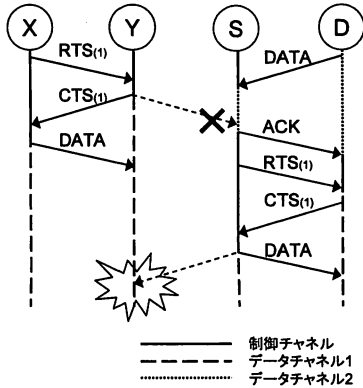 X Y S D
RTS(1)
DATA
CTS(1)
ACK
DATA
RTS(1)
CTS(1)
DATA
制御チャネル
データチャネル1
データチャネル2